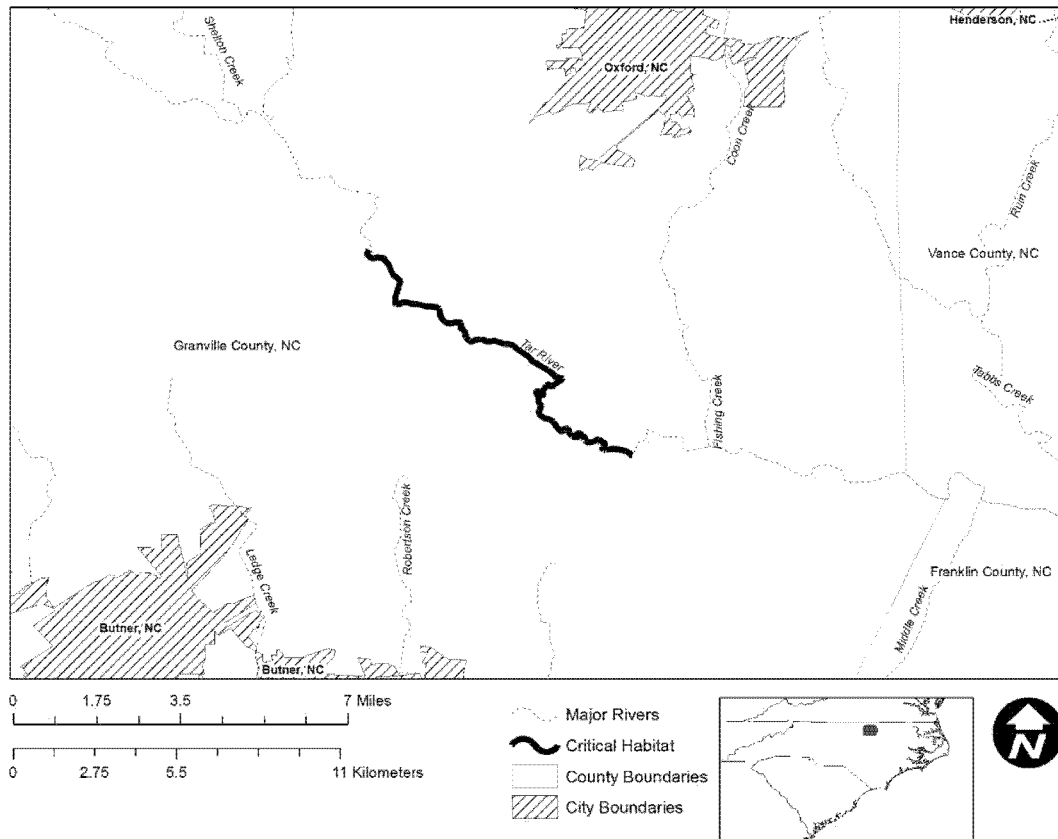 Henderson, NC
Shelton Creek
Oxford, NC
Coon Creek
Ruin Creek
Vance County, NC
Granville County, NC
Tar River
Tabbs Creek
Fishing Creek
Robertson Creek
Ledge Creek
Franklin County, NC
Middle Creek
Butner, NC
Butner, NC
0 1.75 3.5 7 Miles
0 2.75 5.5 11 Kilometers
Major Rivers
Critical Habitat
County Boundaries
City Boundaries
N